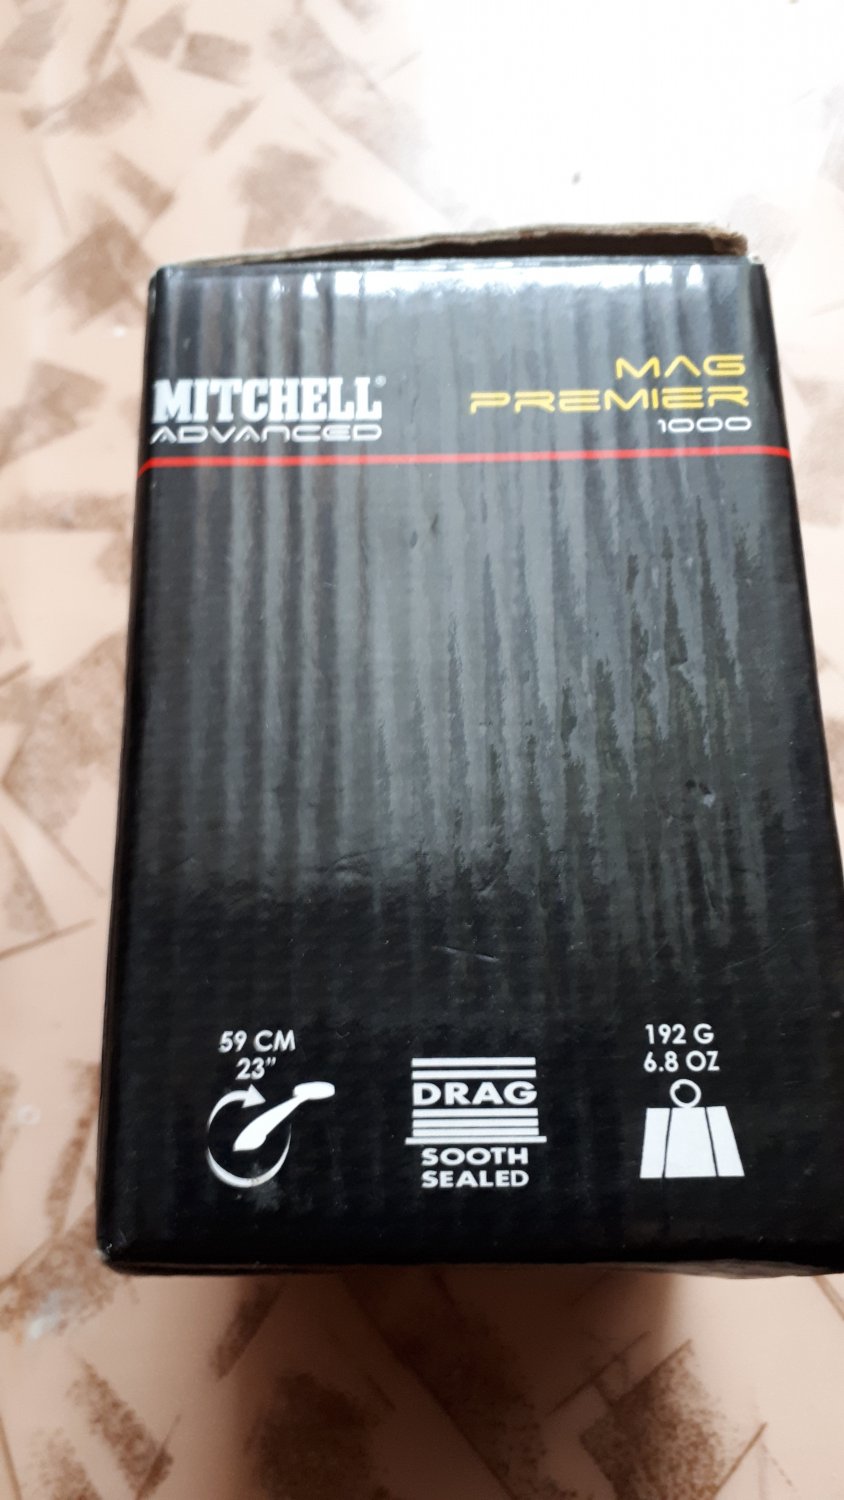 MITCHELL®
ADVANCED
MAG
PREMIER
1000
59 CM
23”
DRAG
SOOTH
SEALED
192 G
6.8 OZ